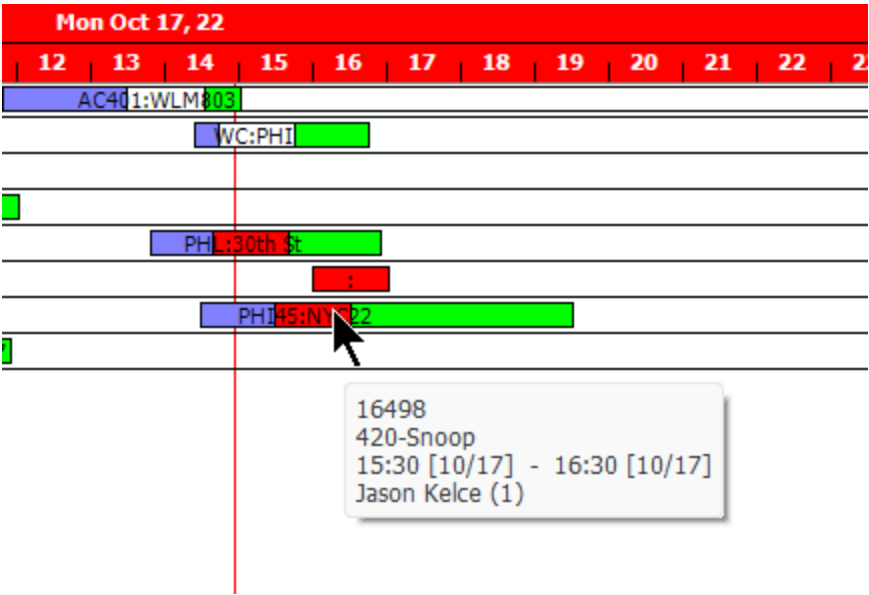 Mon Oct 17, 22
12 13 14 15 16 17 18 19 20 21 22
AC401:WLM803
WC:PHI
PHL:30th St
:
PHI45:NYC22
16498
420-Snoop
15:30 [10/17] - 16:30 [10/17]
Jason Kelce (1)